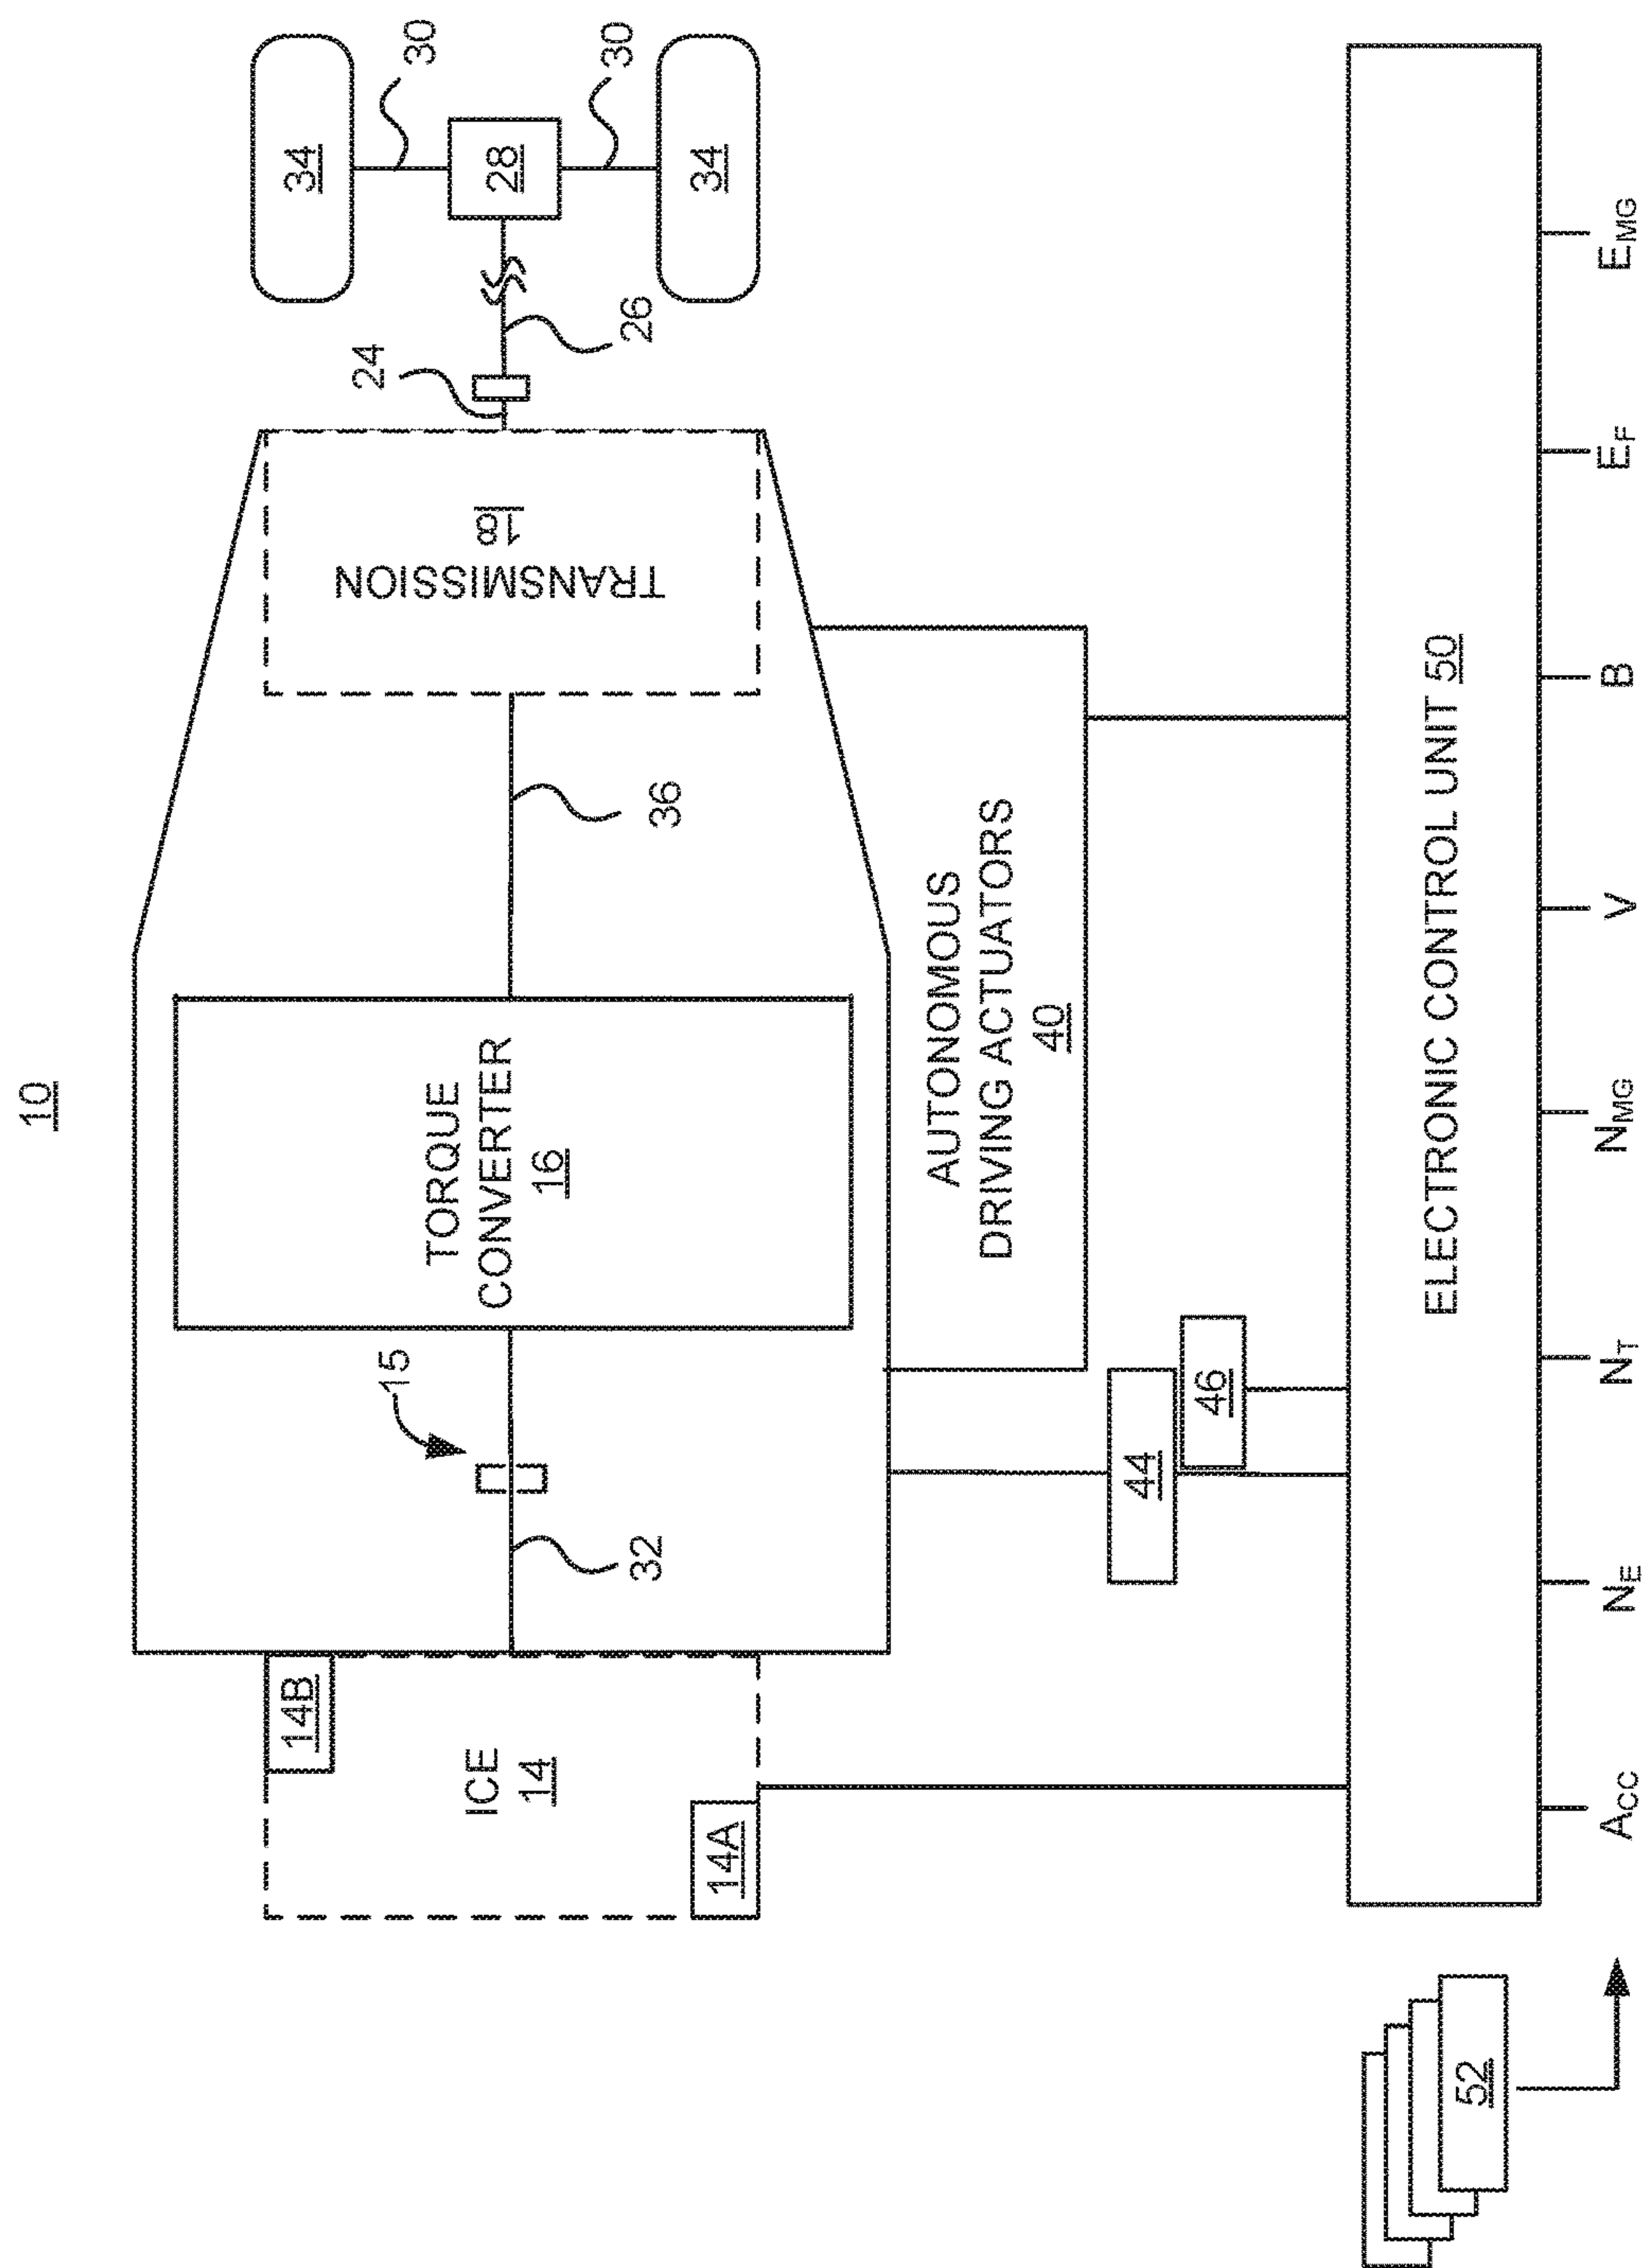 10
30
30
34
28
34
24
26
TRANSMISSION
18
36
TORQUE
CONVERTER
16
15
32
14B
ICE
14
14A
AUTONOMOUS
DRIVING ACTUATORS
40
44
46
ELECTRONIC CONTROL UNIT 50
52
ACC
NE
NT
NMG
V
B
EF
EMG